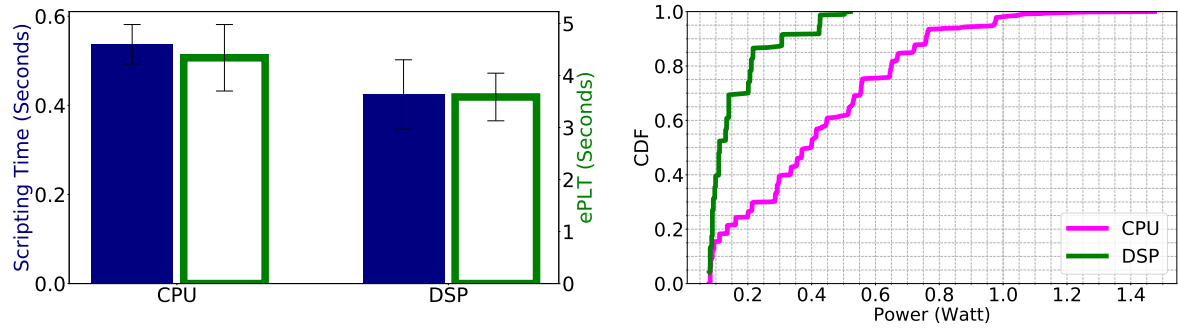 Scripting Time (Seconds)
0.6
0.4
0.2
0.0
CPU
DSP
5
4
3
2
1
0
ePLT (Seconds)
CDF
1.0
0.8
0.6
0.4
0.2
0.0
0.2 0.4 0.6 0.8 1.0 1.2 1.4
Power (Watt)
CPU
DSP